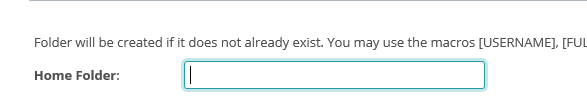 Folder will be created if it does not already exist. You may use the macros [USERNAME], [FUL
Home Folder: